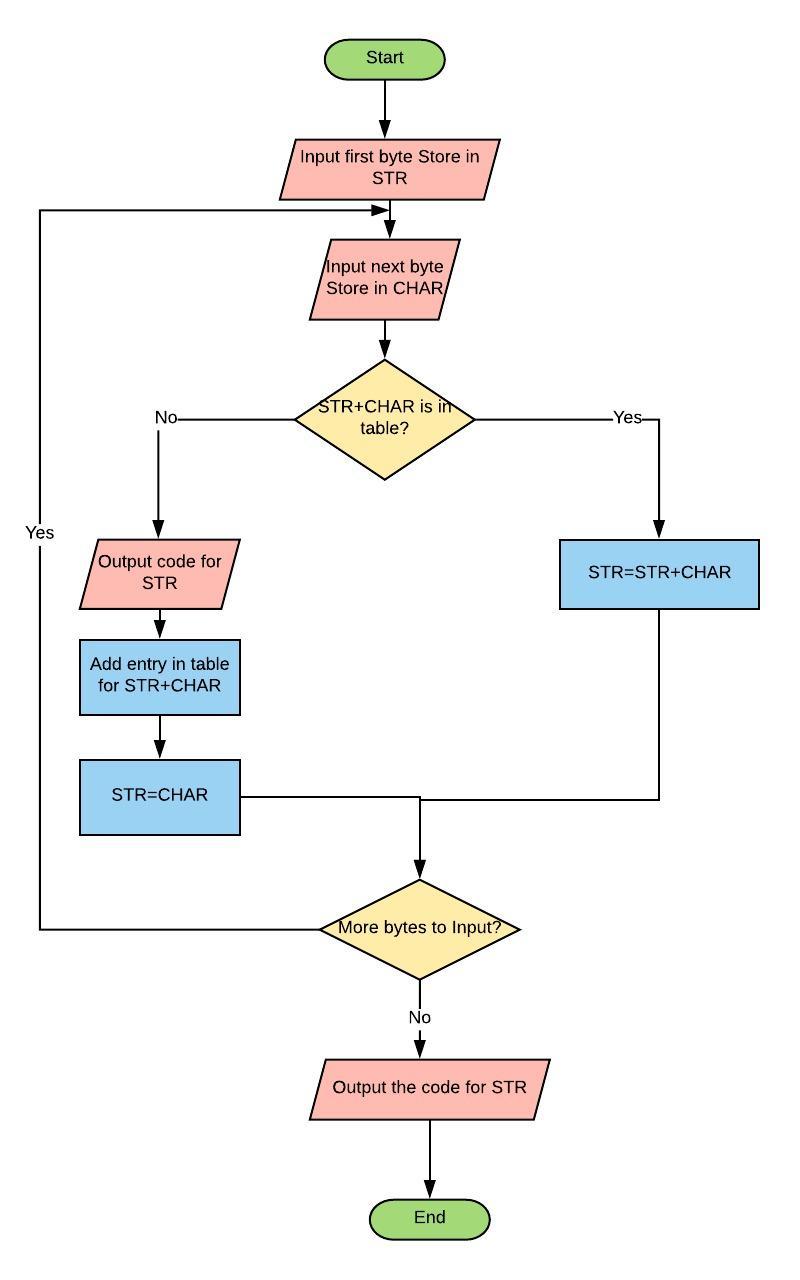 Start
Input first byte Store in
STR
Input next byte
Store in CHAR
STR+CHAR is in
table?
No
Yes
Yes
Output code for
STR
STR=STR+CHAR
Add entry in table
for STR+CHAR
STR=CHAR
More bytes to Input?
No
Output the code for STR
End